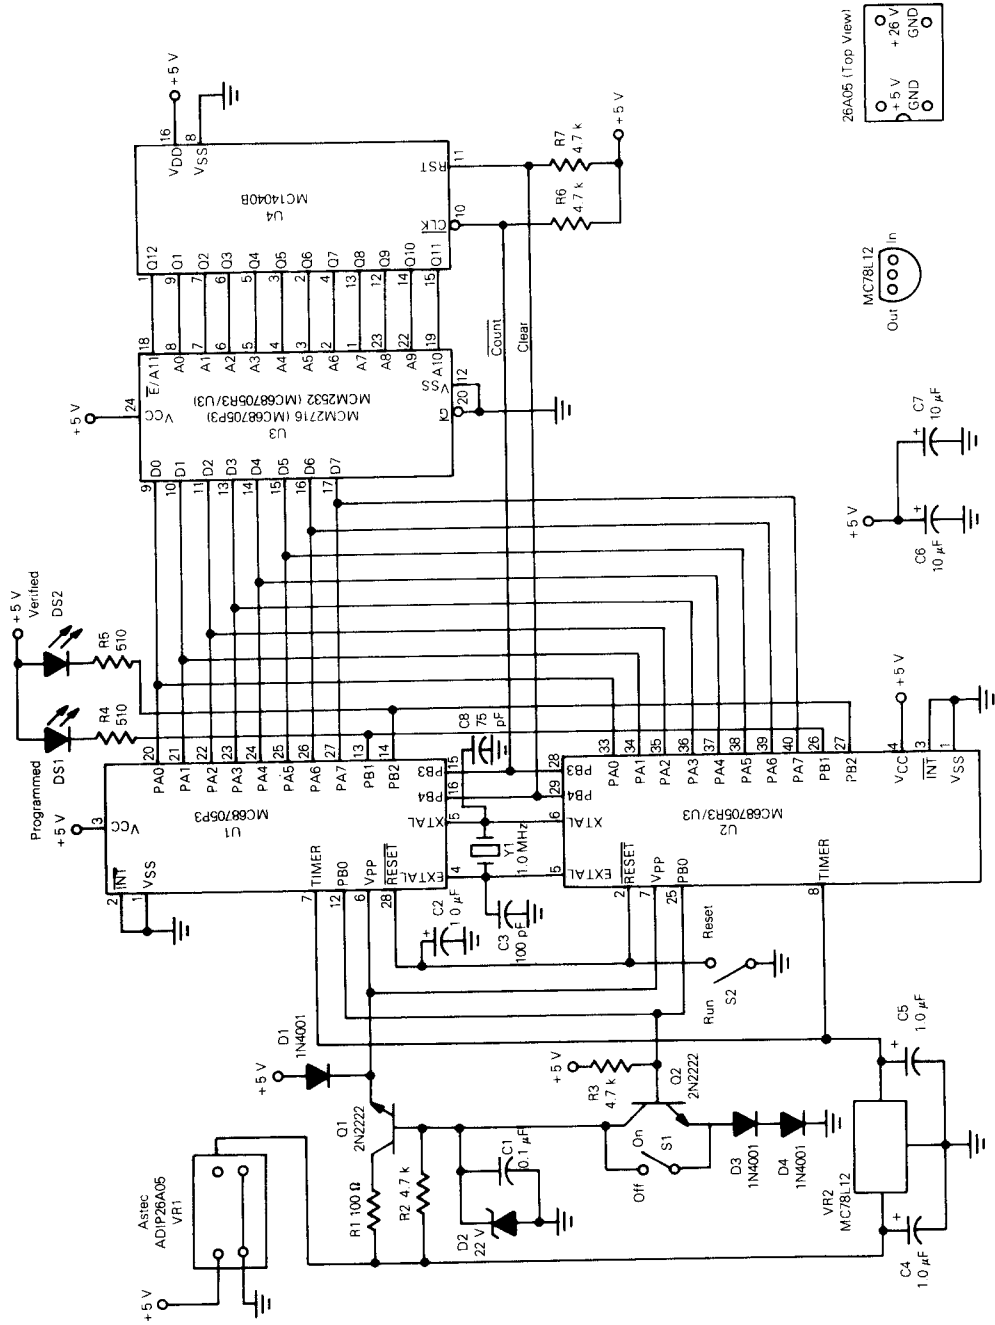 +5 V
Astec
ADIP26A05
VR1
+5 V
D1
1N4001
Q1
2N2222
R1 100 Ω
R2 4.7 k
D2
22 V
C1
0.1 µF
+5 V
R3
4.7 k
Q2
2N2222
On
Off
S1
D3
1N4001
D4
1N4001
VR2
MC78L12
C4
1.0 µF
+
C5
1.0 µF
+
Run
Reset
S2
C2
1.0 µF
+
C3
100 pF
Y1
1.0 MHz
C8
75
pF
U1
MC68705P3
+5 V
3
VCC
2
INT
1
VSS
7
TIMER
12
PB0
6
VPP
28
RESET
4
EXTAL
5
XTAL
16
PB4
15
PB3
PA0
20
PA1
21
PA2
22
PA3
23
PA4
24
PA5
25
PA6
26
PA7
27
PB1
13
PB2
14
U2
MC68705R3/U3
5
EXTAL
6
XTAL
29
PB4
28
PB3
2
RESET
7
VPP
25
PB0
8
TIMER
PA0
33
PA1
34
PA2
35
PA3
36
PA4
37
PA5
38
PA6
39
PA7
40
PB1
26
PB2
27
VCC
4
+5 V
INT
3
VSS
1
Programmed
DS1
R4
510
+5 V
Verified
DS2
R5
510
U3
MCM2716 (MC68705P3)
MCM2532 (MC68705R3/U3)
+5 V
24
VCC
9
D0
10
D1
11
D2
13
D3
14
D4
15
D5
16
D6
17
D7
E/A11
18
A0
8
A1
7
A2
6
A3
5
A4
4
A5
3
A6
2
A7
1
A8
23
A9
22
A10
19
G
20
VSS
12
U4
MC14040B
1
Q12
9
Q1
7
Q2
6
Q3
5
Q4
3
Q5
2
Q6
4
Q7
13
Q8
12
Q9
14
Q10
15
Q11
VDD
16
+5 V
VSS
8
CLK
10
RST
11
Count
Clear
R6
4.7 k
R7
4.7 k
+5 V
+5 V
C6
10 µF
+
C7
10 µF
+
MC78L12
Out
In
26A05 (Top View)
+5 V
+26 V
GND
GND